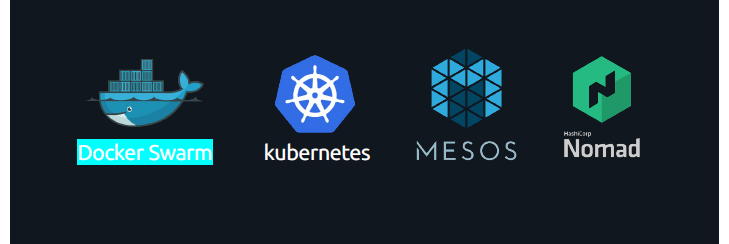 Docker Swarm
kubernetes
MESOS
HashiCorp
Nomad